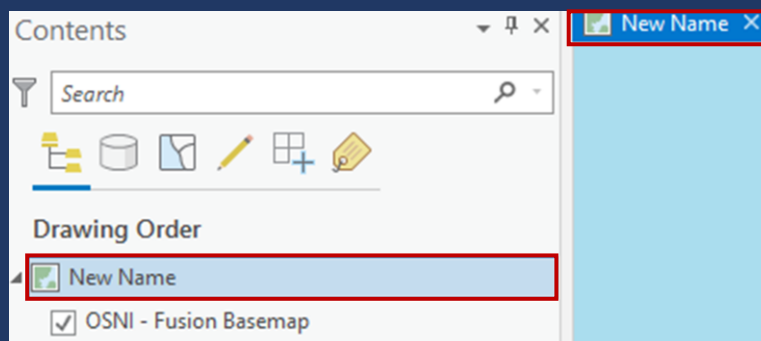 Contents
New Name
Search
Drawing Order
New Name
OSNI - Fusion Basemap